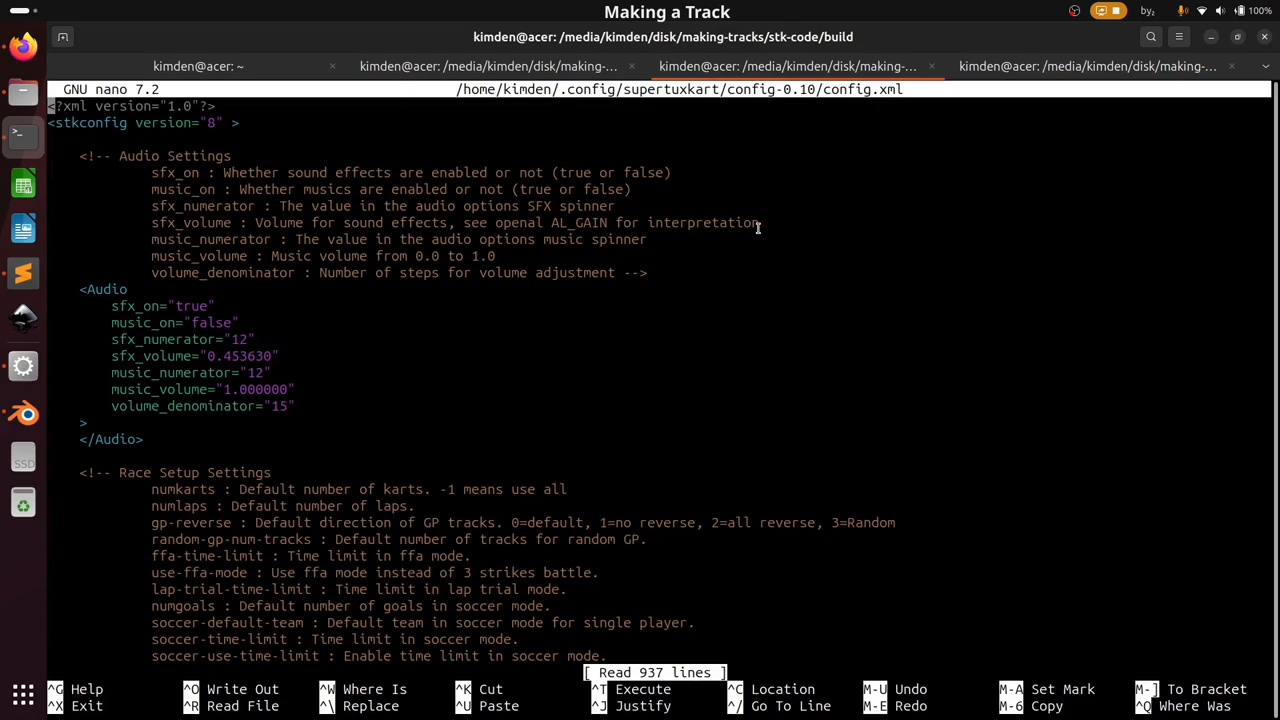 Making a Track
by₂
100%
kimden@acer: /media/kimden/disk/making-tracks/stk-code/build
kimden@acer: ~
kimden@acer: /media/kimden/disk/making-...
kimden@acer: /media/kimden/disk/making-...
kimden@acer: /media/kimden/disk/making-...
GNU nano 7.2 /home/kimden/.config/supertuxkart/config-0.10/config.xml
<?xml version="1.0"?>
<stkconfig version="8" >
<!-- Audio Settings
sfx_on : Whether sound effects are enabled or not (true or false)
music_on : Whether musics are enabled or not (true or false)
sfx_numerator : The value in the audio options SFX spinner
sfx_volume : Volume for sound effects, see openal AL_GAIN for interpretation
music_numerator : The value in the audio options music spinner
music_volume : Music volume from 0.0 to 1.0
volume_denominator : Number of steps for volume adjustment -->
<Audio
sfx_on="true"
music_on="false"
sfx_numerator="12"
sfx_volume="0.453630"
music_numerator="12"
music_volume="1.000000"
volume_denominator="15"
>
</Audio>
<!-- Race Setup Settings
numkarts : Default number of karts. -1 means use all
numlaps : Default number of laps.
gp-reverse : Default direction of GP tracks. 0=default, 1=no reverse, 2=all reverse, 3=Random
random-gp-num-tracks : Default number of tracks for random GP.
ffa-time-limit : Time limit in ffa mode.
use-ffa-mode : Use ffa mode instead of 3 strikes battle.
lap-trial-time-limit : Time limit in lap trial mode.
numgoals : Default number of goals in soccer mode.
soccer-default-team : Default team in soccer mode for single player.
soccer-time-limit : Time limit in soccer mode.
soccer-use-time-limit : Enable time limit in soccer mode.
[ Read 937 lines ]
^G Help ^O Write Out ^W Where Is ^K Cut ^T Execute ^C Location M-U Undo M-A Set Mark M-] To Bracket
^X Exit ^R Read File ^\ Replace ^U Paste ^J Justify ^/ Go To Line M-E Redo M-6 Copy ^Q Where Was
SSD